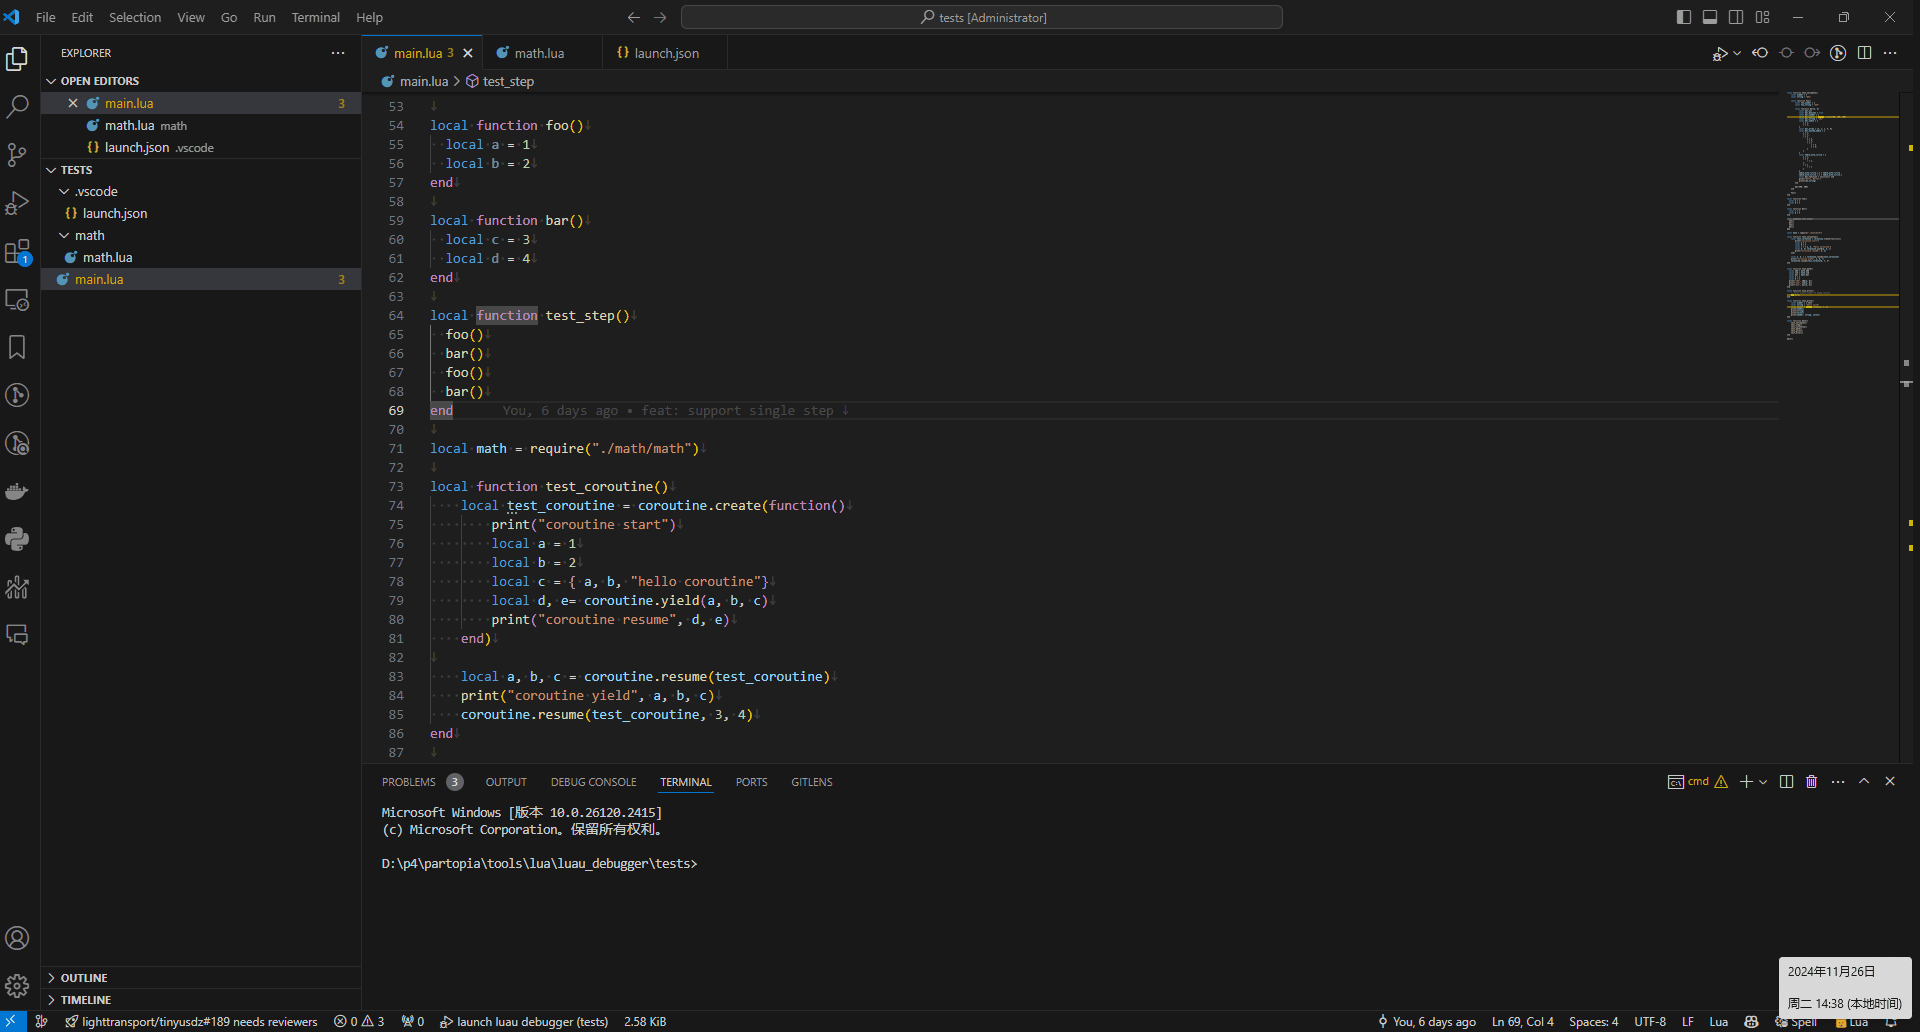 File Edit Selection View Go Run Terminal Help
tests [Administrator]
EXPLORER
OPEN EDITORS
main.lua 3
math.lua math
launch.json .vscode
TESTS
.vscode
launch.json
math
math.lua
main.lua 3
OUTLINE
TIMELINE
main.lua 3 math.lua launch.json
main.lua > test_step
53
54 local function foo()
55 local a = 1
56 local b = 2
57 end
58
59 local function bar()
60 local c = 3
61 local d = 4
62 end
63
64 local function test_step()
65 foo()
66 bar()
67 foo()
68 bar()
69 end You, 6 days ago • feat: support single step
70
71 local math = require("./math/math")
72
73 local function test_coroutine()
74 local test_coroutine = coroutine.create(function()
75 print("coroutine start")
76 local a = 1
77 local b = 2
78 local c = { a, b, "hello coroutine"}
79 local d, e= coroutine.yield(a, b, c)
80 print("coroutine resume", d, e)
81 end)
82
83 local a, b, c = coroutine.resume(test_coroutine)
84 print("coroutine yield", a, b, c)
85 coroutine.resume(test_coroutine, 3, 4)
86 end
87
PROBLEMS 3 OUTPUT DEBUG CONSOLE TERMINAL PORTS GITLENS
cmd
Microsoft Windows [版本 10.0.26120.2415]
(c) Microsoft Corporation。保留所有权利。
D:\p4\partopia\tools\lua\luau_debugger\tests>
1
2024年11月26日
周二 14:38 (本地时间)
lighttransport/tinyusdz#189 needs reviewers 0 3 0 launch luau debugger (tests) 2.58 KiB You, 6 days ago Ln 69, Col 4 Spaces: 4 UTF-8 LF Lua Spell Lua